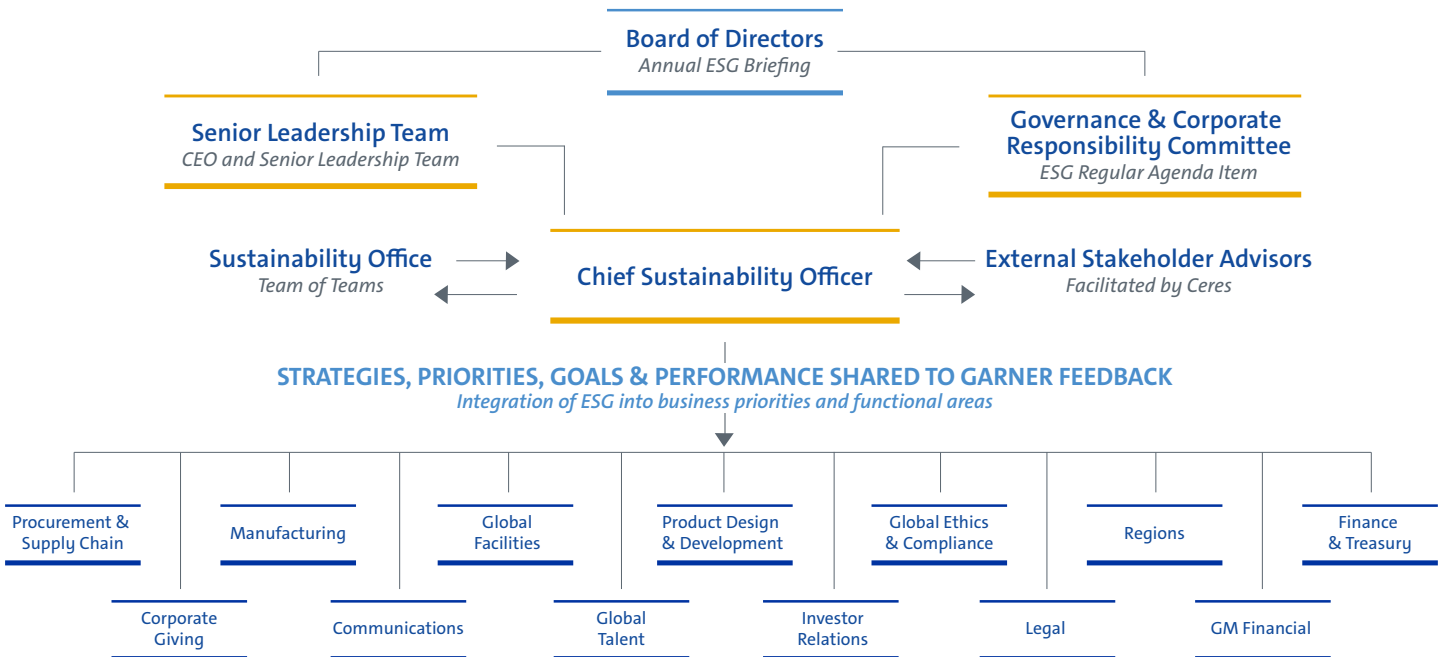 Board of Directors
Annual ESG Briefing
Senior Leadership Team
CEO and Senior Leadership Team
Governance & Corporate
Responsibility Committee
ESG Regular Agenda Item
Sustainability Office
Team of Teams
Chief Sustainability Officer
External Stakeholder Advisors
Facilitated by Ceres
STRATEGIES, PRIORITIES, GOALS & PERFORMANCE SHARED TO GARNER FEEDBACK
Integration of ESG into business priorities and functional areas
Procurement &
Supply Chain
Manufacturing
Global
Facilities
Product Design
& Development
Global Ethics
& Compliance
Regions
Finance
& Treasury
Corporate
Giving
Communications
Global
Talent
Investor
Relations
Legal
GM Financial